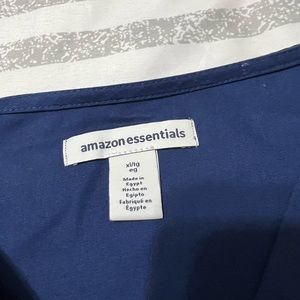 amazon essentials
xl/tg
eg
Made in
Egypt
Hecho en
Egipto
Fabriqué en
Égypte